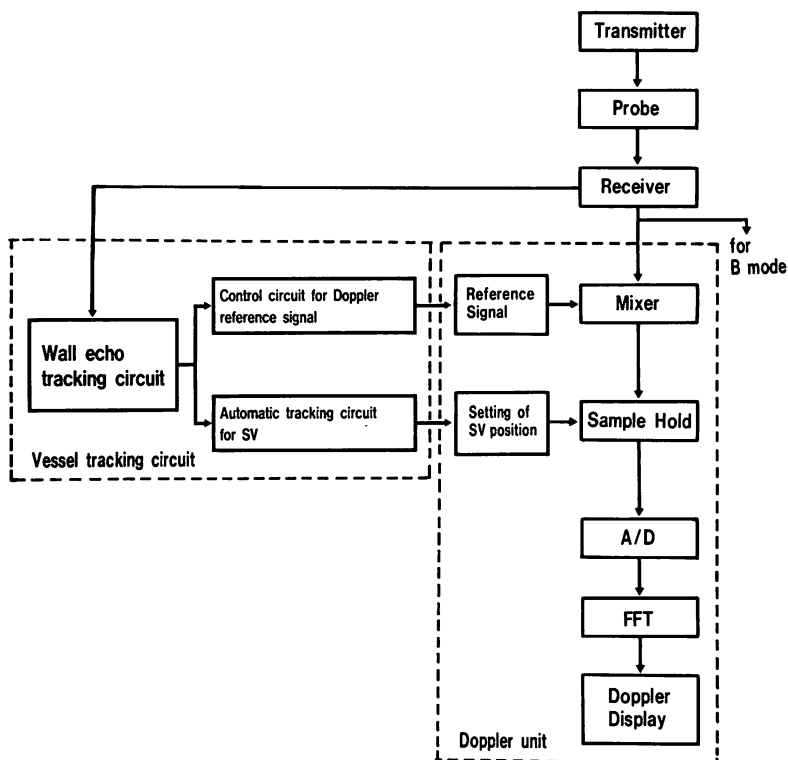 Transmitter
Probe
Receiver
for
B mode
Control circuit for Doppler
reference signal
Reference
Signal
Mixer
Wall echo
tracking circuit
Automatic tracking circuit
for SV
Setting of
SV position
Sample Hold
Vessel tracking circuit
A/D
FFT
Doppler
Display
Doppler unit